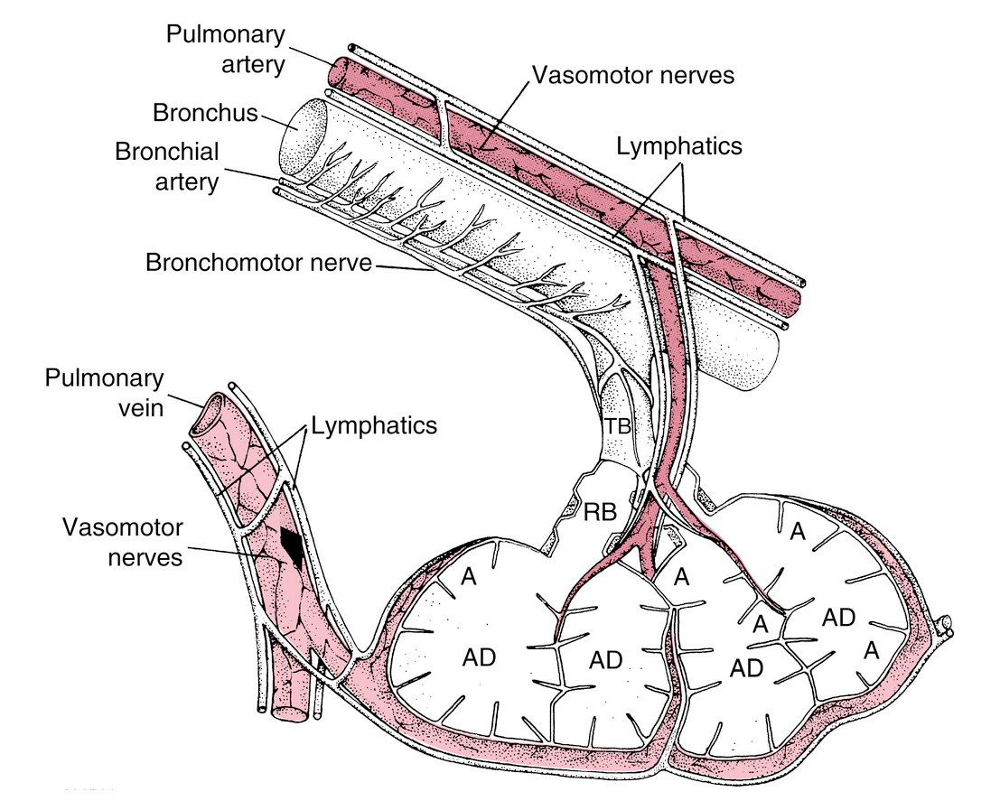 Pulmonary
artery
Vasomotor nerves
Bronchus
Lymphatics
Bronchial
artery
Bronchomotor nerve
Pulmonary
vein
Lymphatics
TB
RB
Vasomotor
nerves
A
A
A
A
AD
A
AD
AD
AD